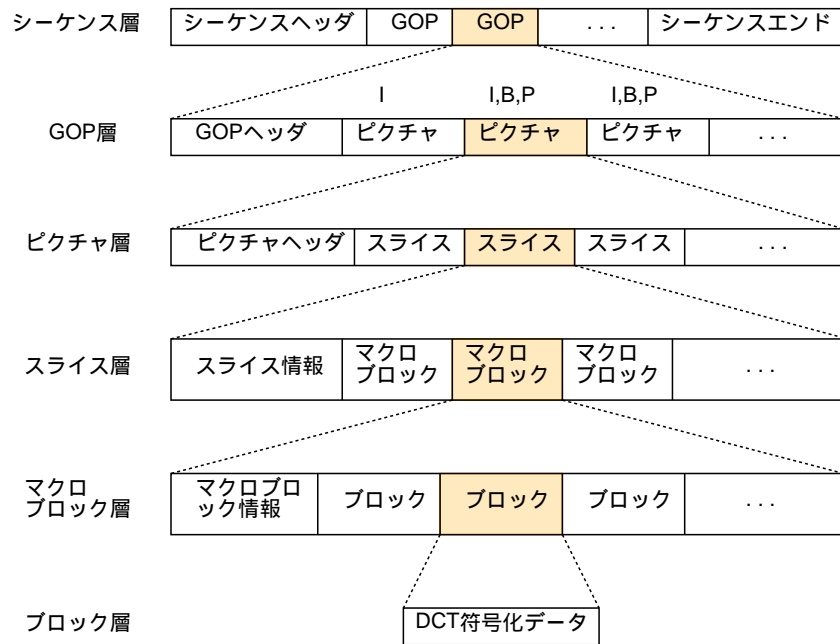 シーケンス層 シーケンスヘッダ GOP GOP ... シーケンスエンド
I I,B,P I,B,P
GOP層 GOPヘッダ ピクチャ ピクチャ ピクチャ ...
ピクチャ層 ピクチャヘッダ スライス スライス スライス ...
スライス層 スライス情報 マクロ
ブロック マクロ
ブロック マクロ
ブロック ...
マクロ
ブロック層 マクロブロ
ック情報 ブロック ブロック ブロック ...
ブロック層 DCT符号化データ